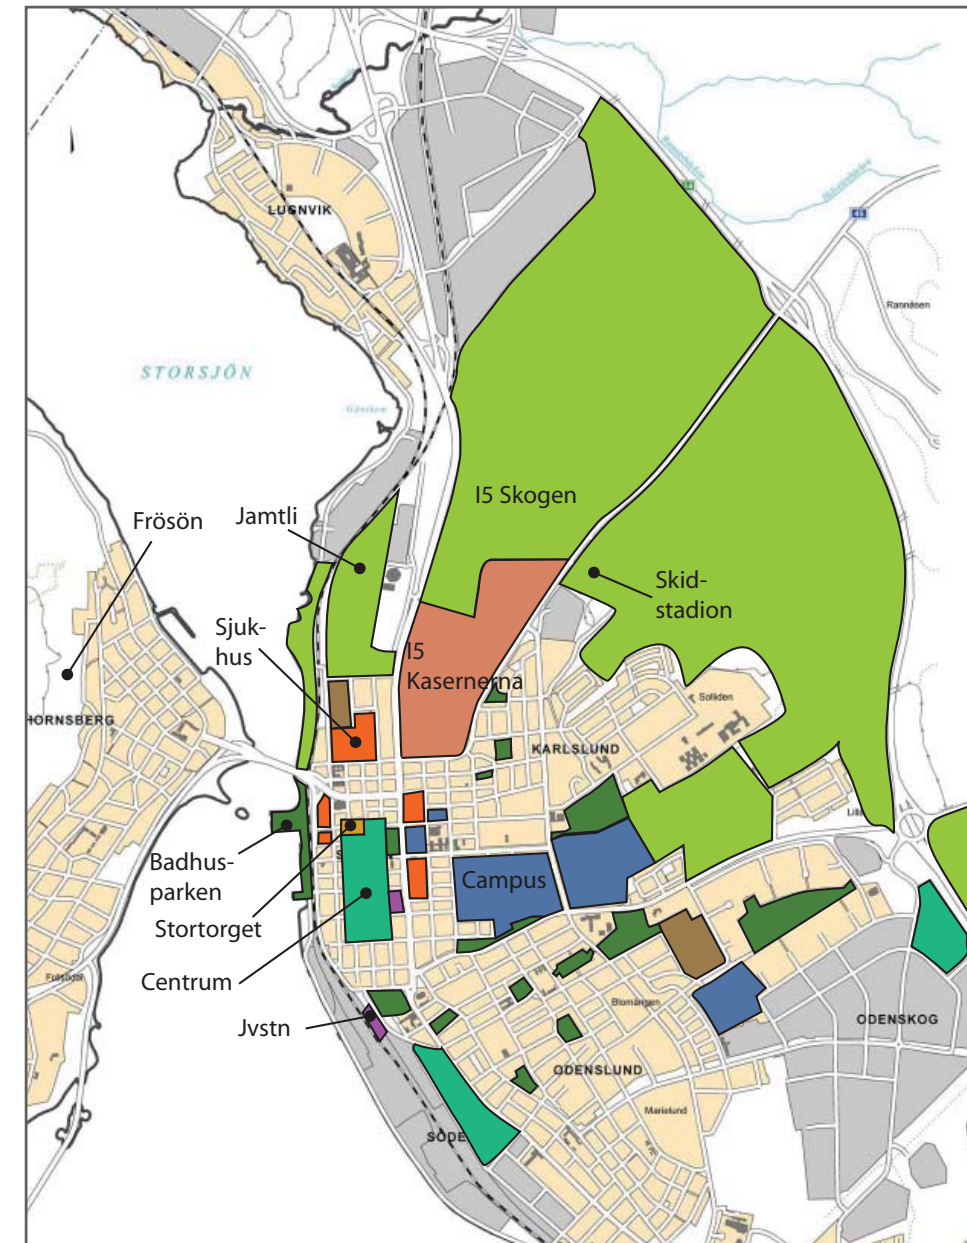 LUGNVIK
45
Rannåsen
STORSJÖN
I5 Skogen
Frösön
Jamtli
Skid-
stadion
Sjuk-
hus
I5
Kasernerna
Solliden
HORNSBERG
KARLSLUND
Badhus-
parken
Campus
Stortorget
Centrum
Blomängen
ODENSKOG
Jvstn
ODENSLUND
Marielund
SÖDE